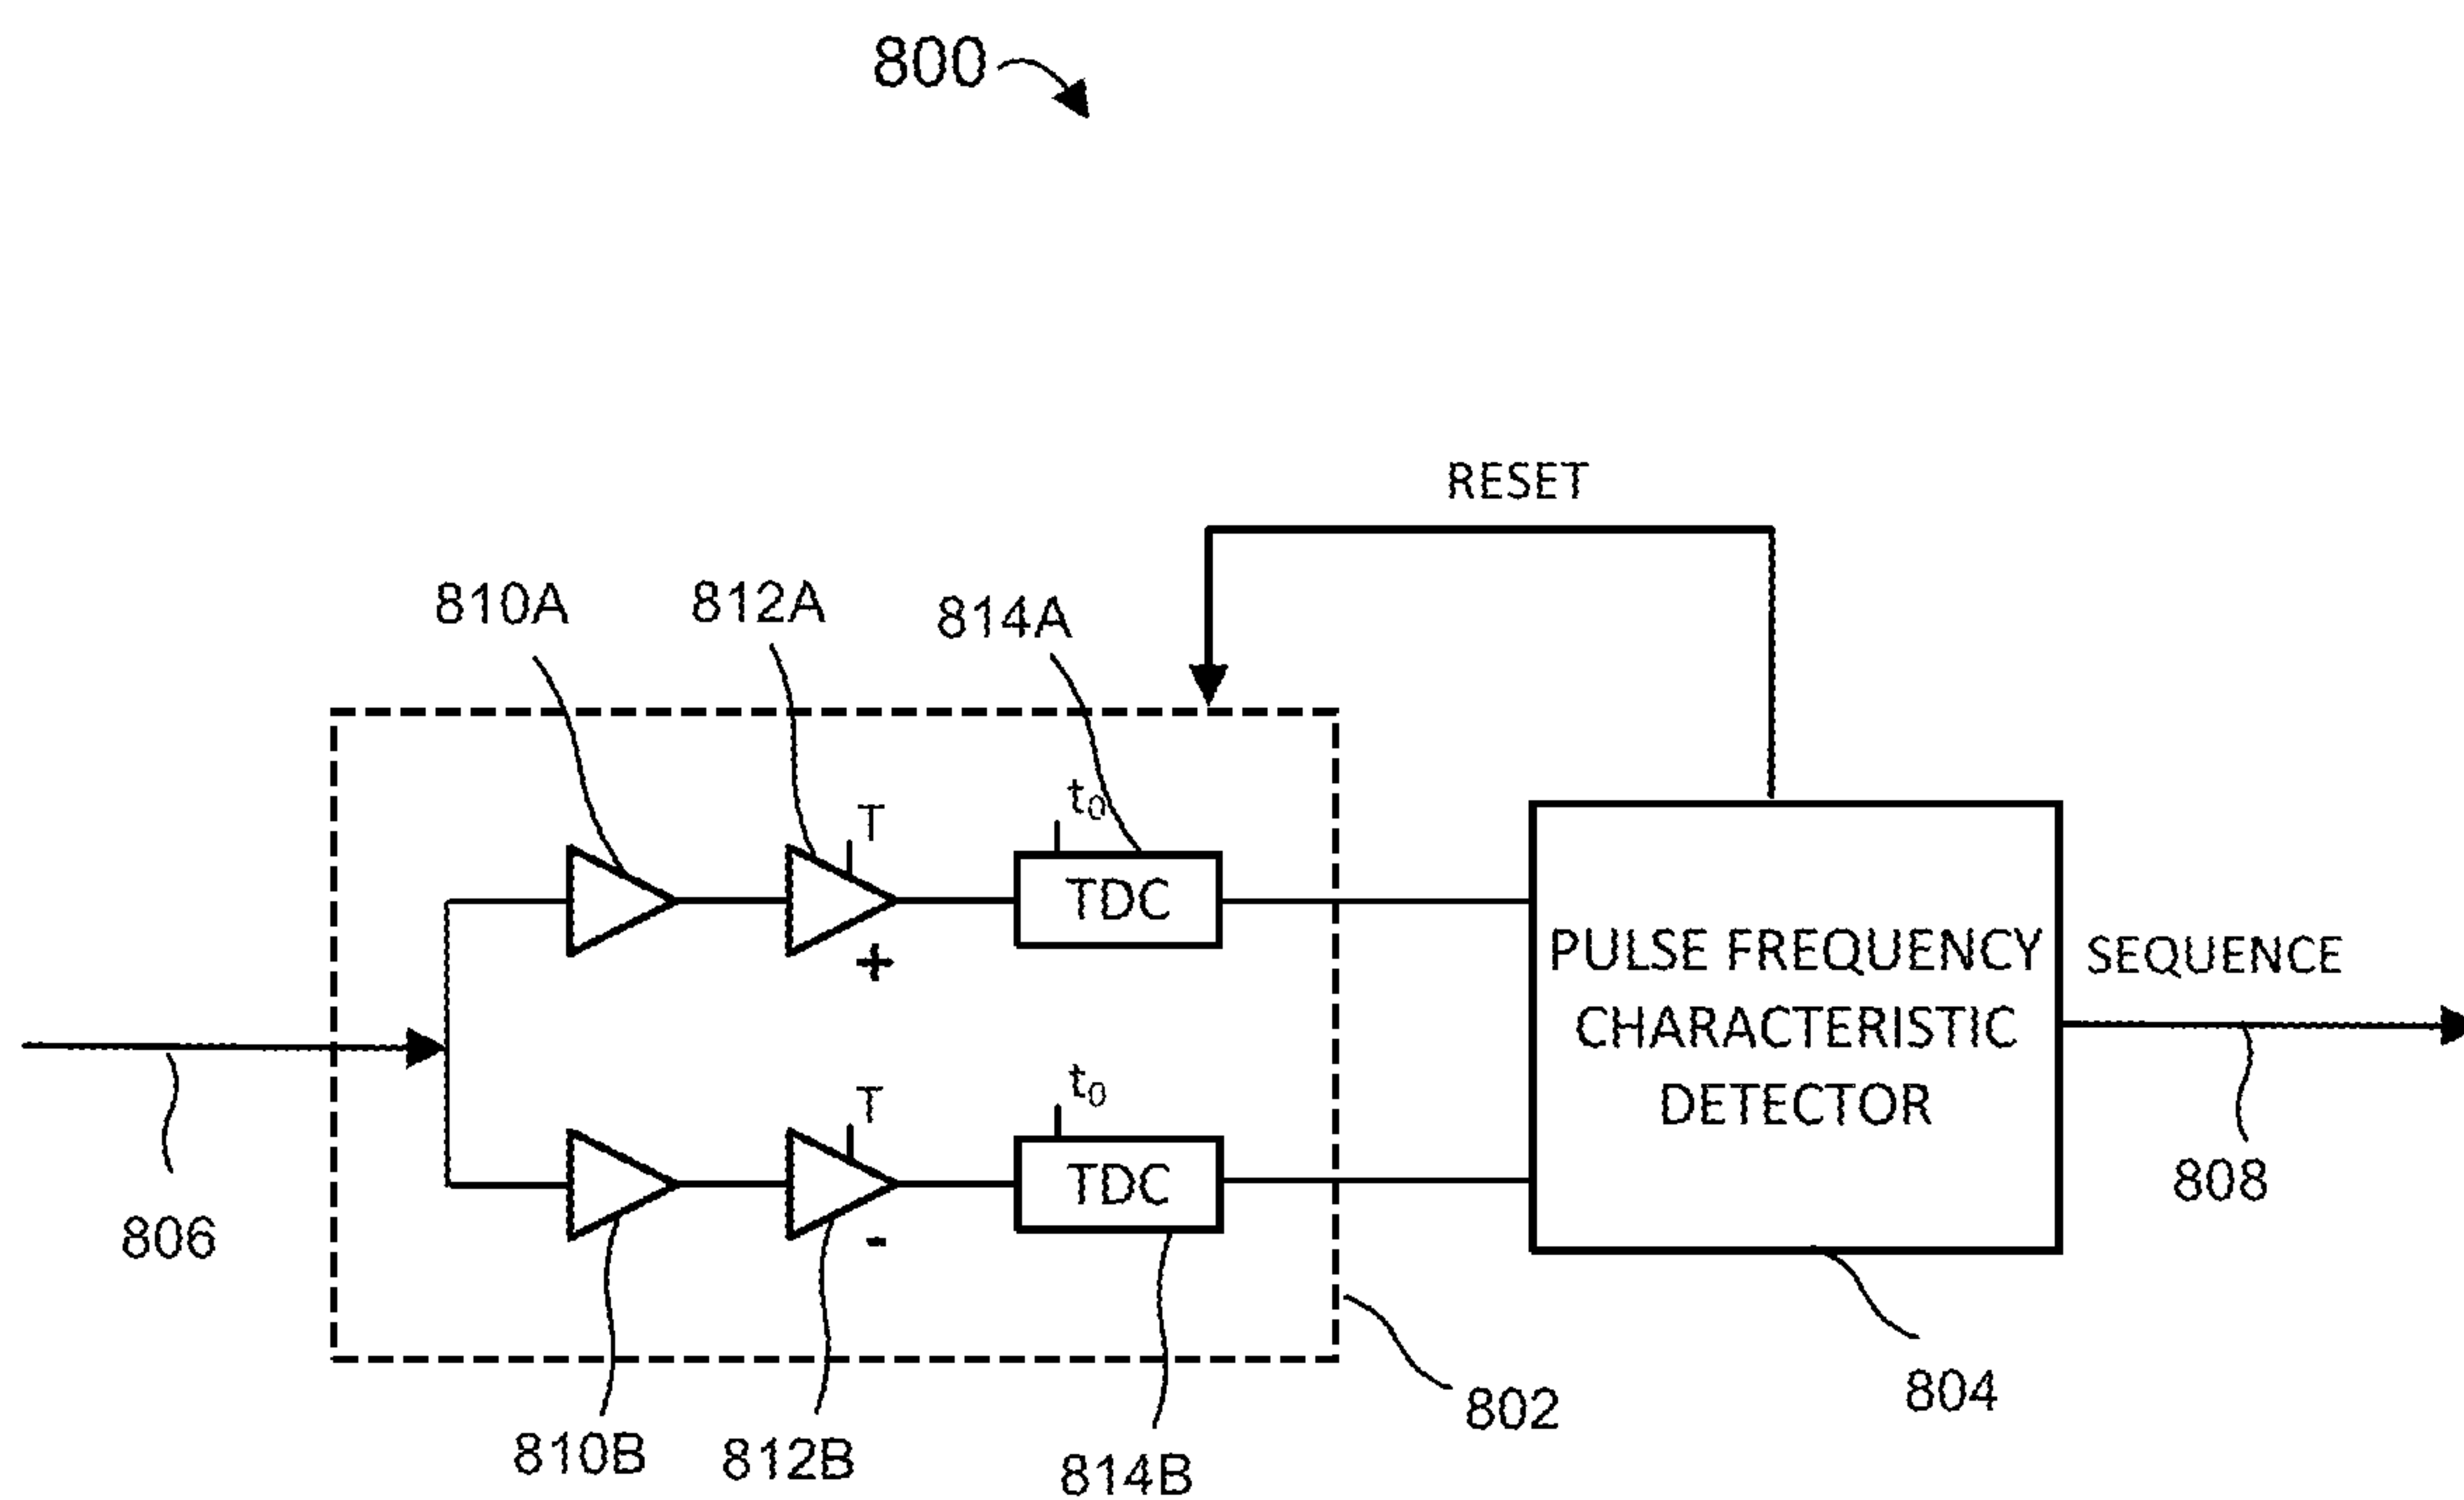 800
RESET
810A
812A
814A
T
t0
TDC
+
PULSE FREQUENCY
CHARACTERISTIC
DETECTOR
SEQUENCE
T
t0
TDC
-
806
808
802
804
810B
812B
814B